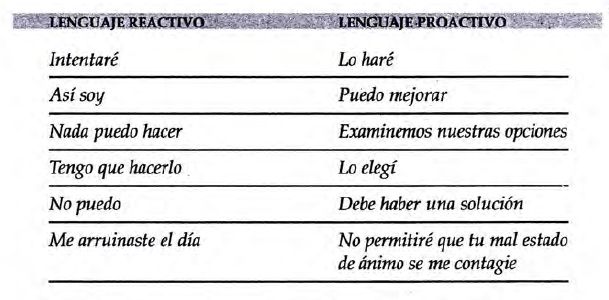 LENGUAJE REACTIVO LENGUAJE PROACTIVO
Intentaré Lo haré
Así soy Puedo mejorar
Nada puedo hacer Examinemos nuestras opciones
Tengo que hacerlo Lo elegí
No puedo Debe haber una solución
Me arruinaste el día No permitiré que tu mal estado
de ánimo se me contagie